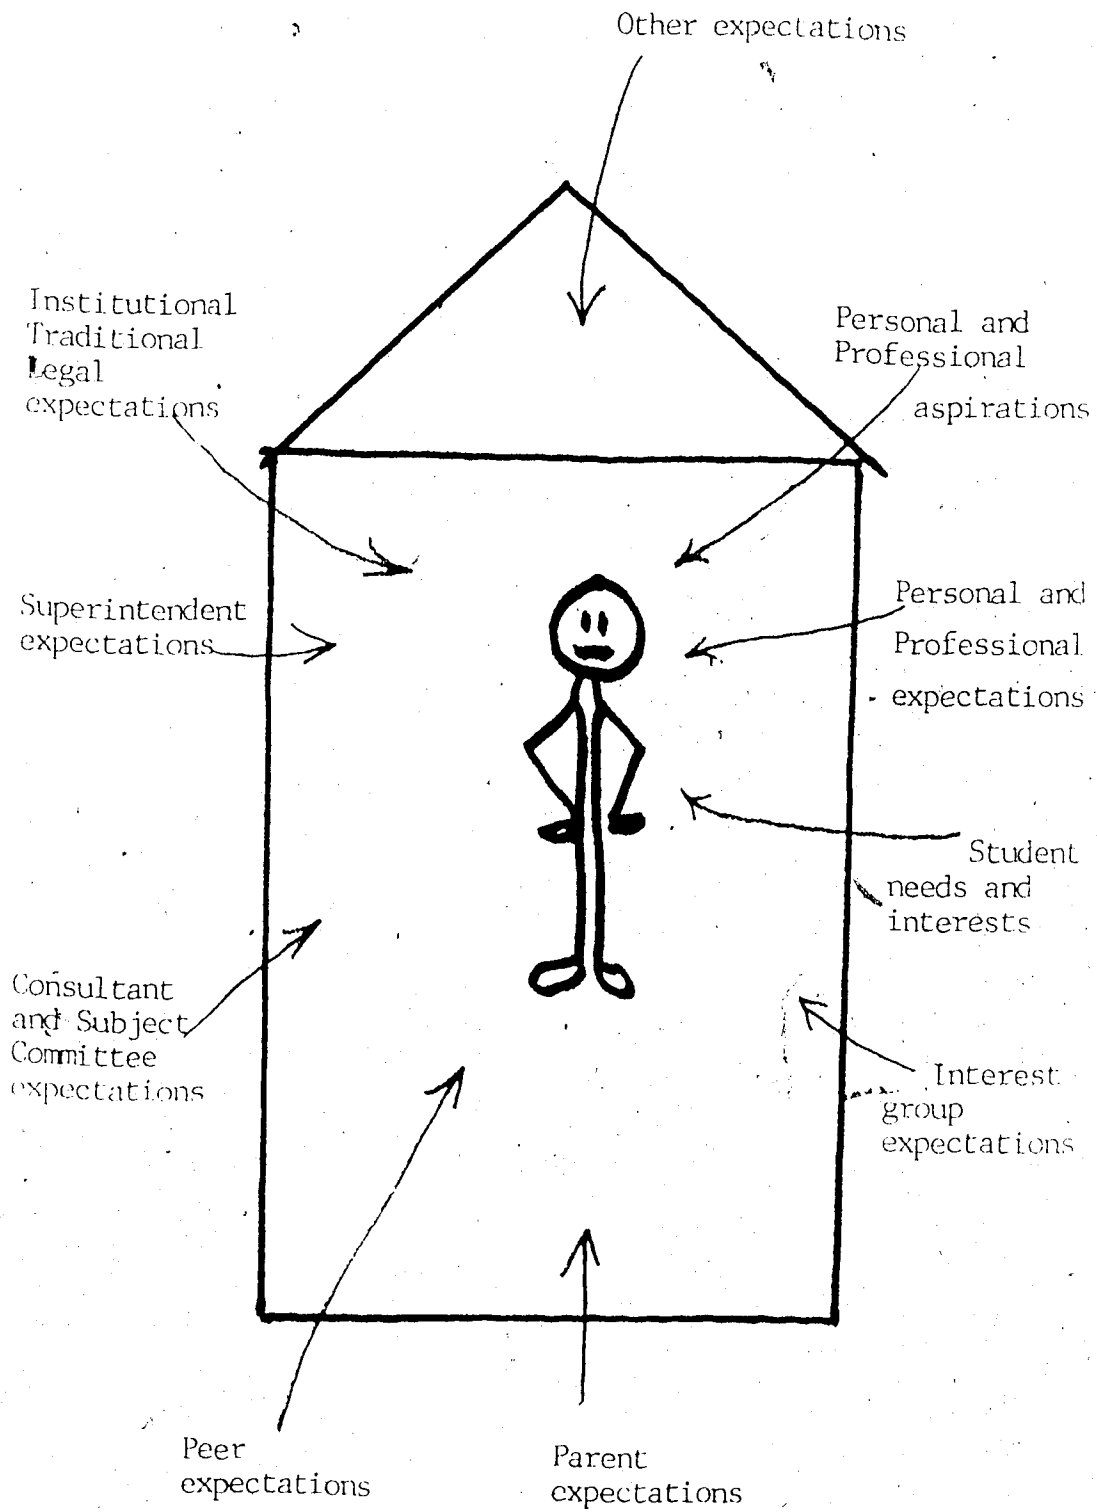 Other expectations
Institutional
Traditional
Legal
expectations
Personal and
Professional
aspirations
Superintendent
expectations
Personal and
Professional
expectations
Student
needs and
interests
Consultant
and Subject
Committee
expectations
Interest
group
expectations
Peer
expectations
Parent
expectations